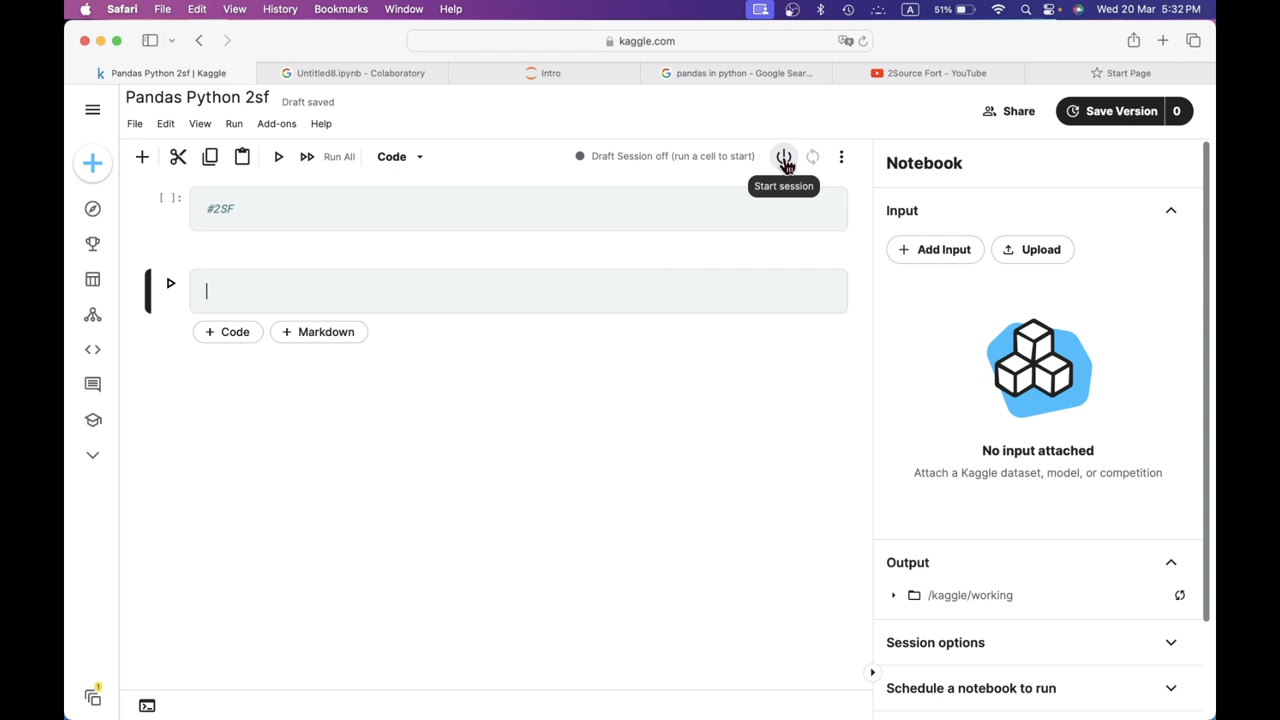 Safari File Edit View History Bookmarks Window Help A 51% Wed 20 Mar 5:32 PM
kaggle.com
k Pandas Python 2sf | Kaggle G Untitled8.ipynb - Colaboratory Intro G pandas in python - Google Sear... 2Source Fort - YouTube Start Page
Pandas Python 2sf Draft saved
File Edit View Run Add-ons Help
Share Save Version 0
Run All Code Draft Session off (run a cell to start)
Start session
[ ]: #2SF
+ Code + Markdown
Notebook
Input
+ Add Input Upload
No input attached
Attach a Kaggle dataset, model, or competition
Output
/kaggle/working
Session options
Schedule a notebook to run
1